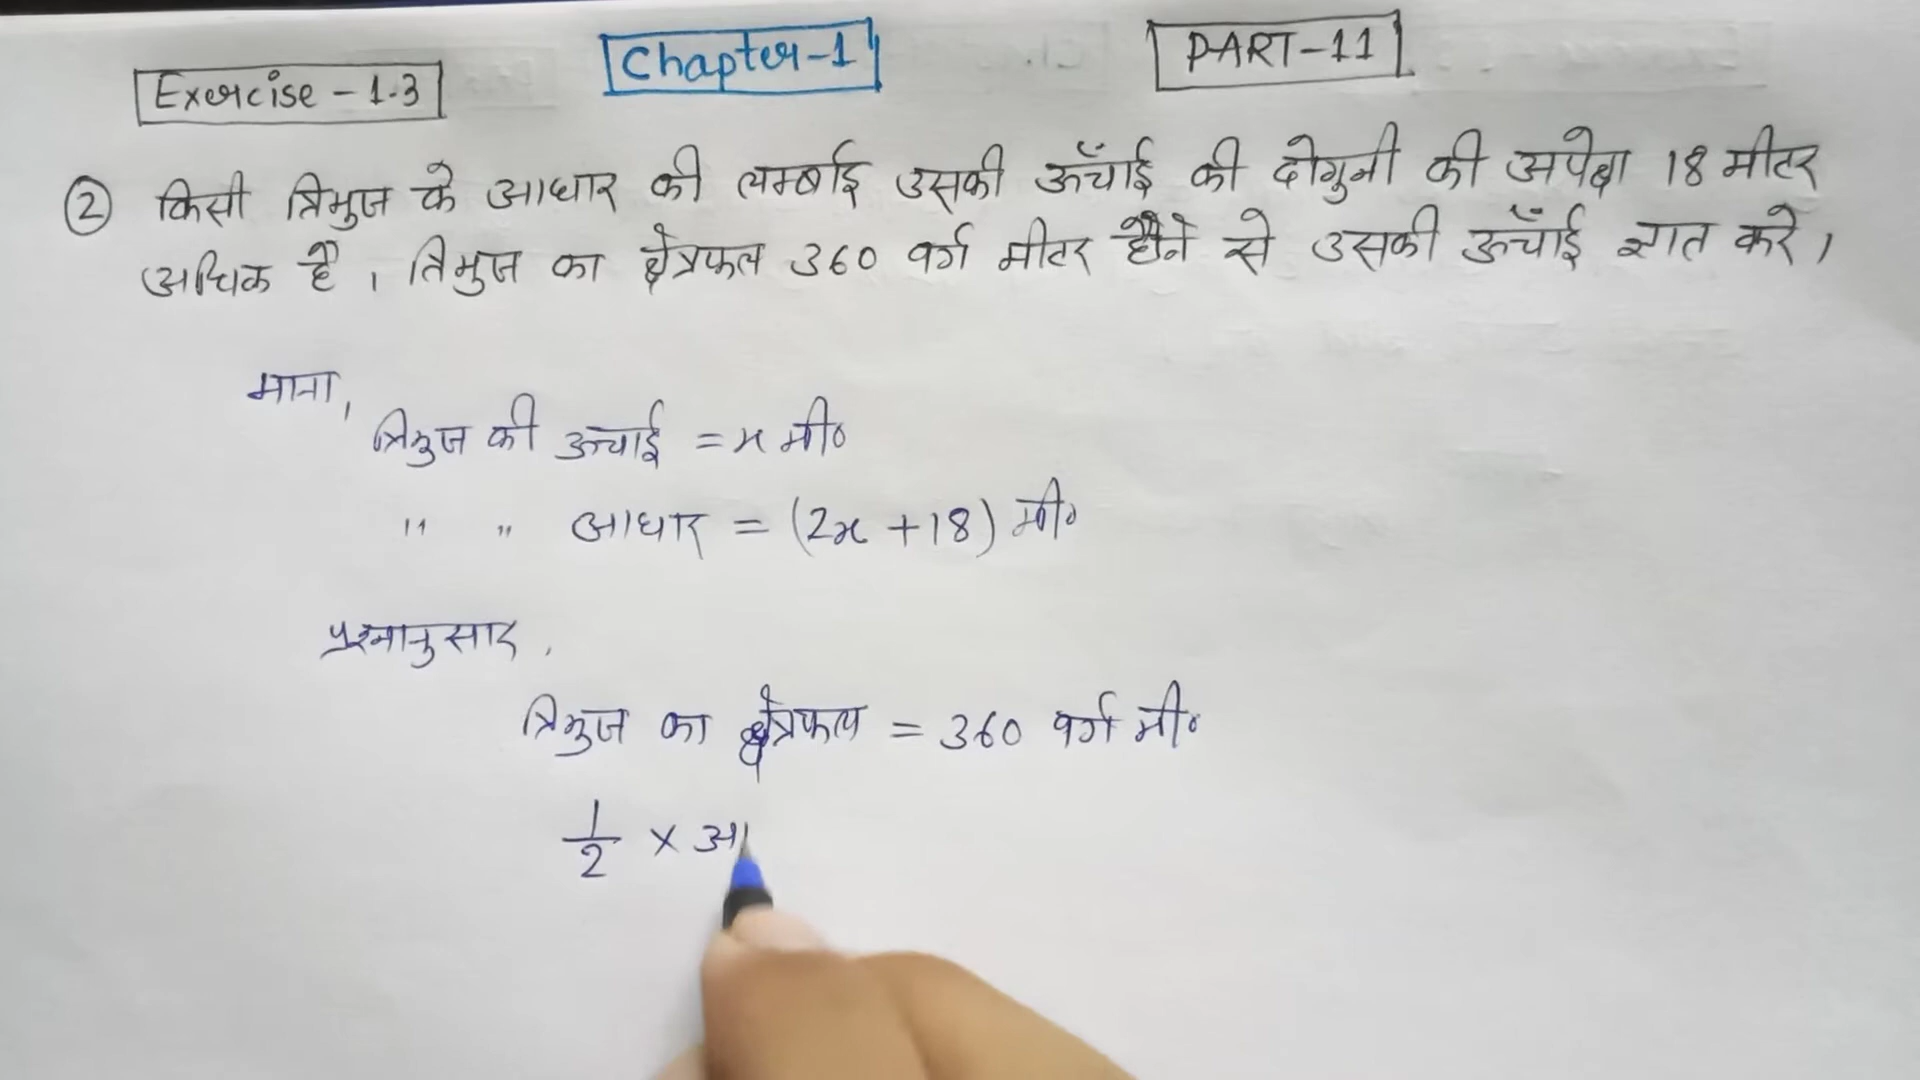 Exercise - 1.3
Chapter-1
PART-11
② किसी त्रिभुज के आधार की लम्बाई उसकी ऊँचाई की दोगुनी की अपेक्षा 18 मीटर
अधिक है । त्रिभुज का क्षेत्रफल 360 वर्ग मीटर होने से उसकी ऊँचाई ज्ञात करे ।
माना,
त्रिभुज की ऊचाई = x मी०
" " आधार = (2x + 18) मी०
प्रश्नानुसार,
त्रिभुज का क्षेत्रफल = 360 वर्ग मी०
1/2 × आ